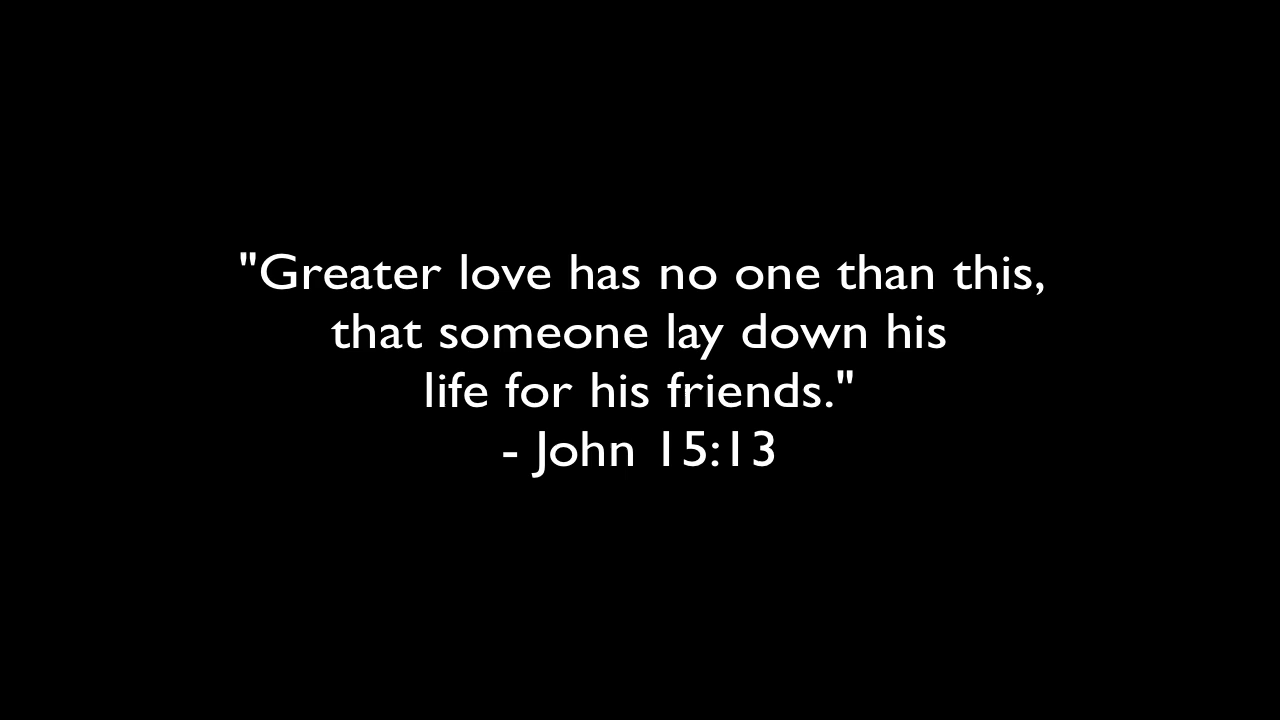 "Greater love has no one than this,
that someone lay down his
life for his friends."
- John 15:13